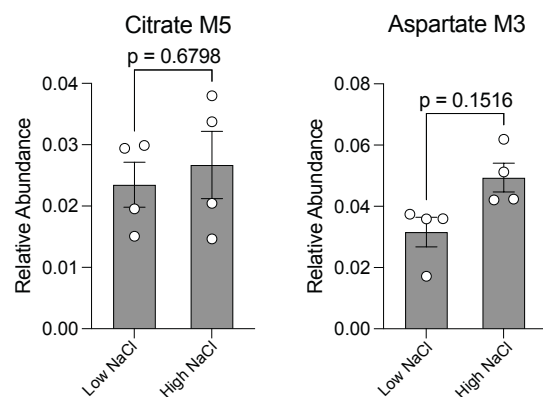 Citrate M5
p = 0.6798
Relative Abundance
0.04
0.03
0.02
0.01
0.00
Low NaCl
High NaCl
Aspartate M3
p = 0.1516
Relative Abundance
0.08
0.06
0.04
0.02
0.00
Low NaCl
High NaCl